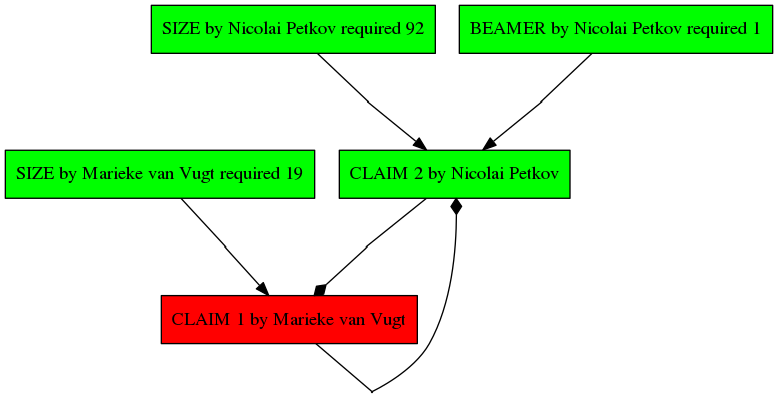 SIZE by Nicolai Petkov required 92
BEAMER by Nicolai Petkov required 1
SIZE by Marieke van Vugt required 19
CLAIM 2 by Nicolai Petkov
CLAIM 1 by Marieke van Vugt